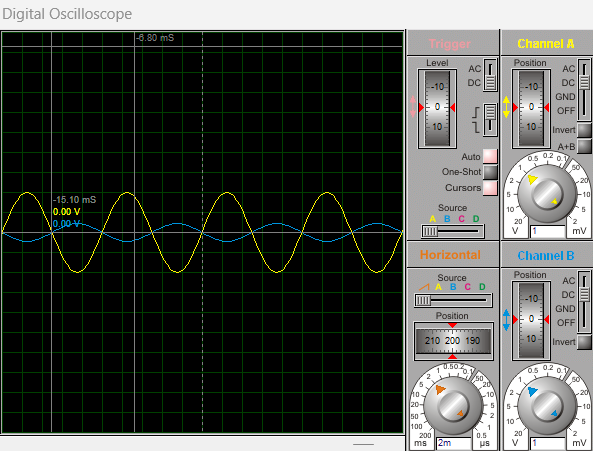 Digital Oscilloscope
-6.80 mS
-15.10 mS
0.00 V
0.00 V
Trigger
Level
-10
0
10
AC
DC
Auto
One-Shot
Cursors
Source
A B C D
Channel A
Position
-10
0
10
AC
DC
GND
OFF
Invert
A+B
0.5 0.2 0.1
1
50
2
20
5
10
10
5
20
2
V
1
mV
Horizontal
Source
A B C D
Position
210 200 190
1 0.5 0.2 0.1
2
50
5
20
10
10
20
5
50
2
100
1
200
0.5
ms
2m
µs
Channel B
Position
-10
0
10
AC
DC
GND
OFF
Invert
0.5 0.2 0.1
1
50
2
20
5
10
10
5
20
2
V
1
mV